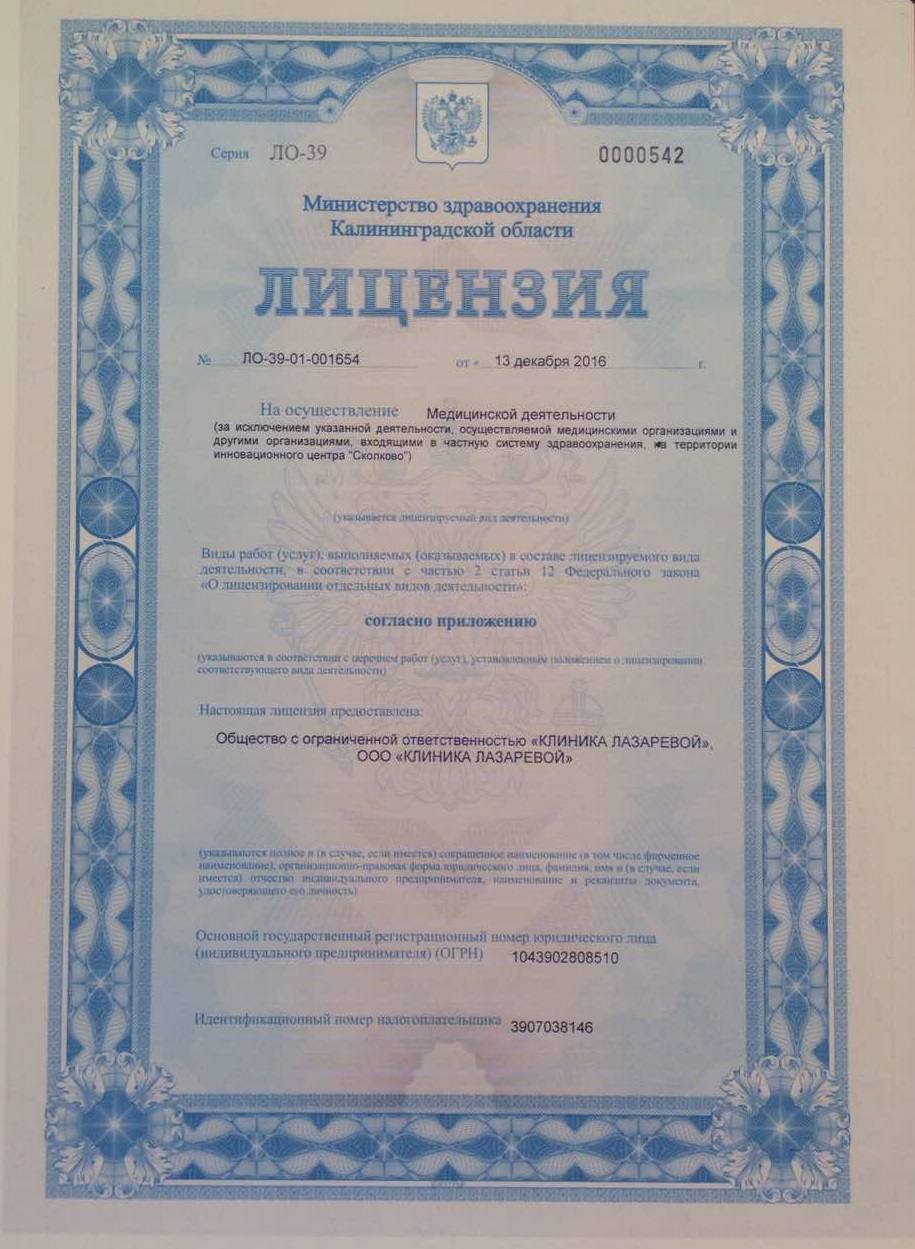 Серия ЛО-39 0000542
Министерство здравоохранения
Калининградской области
ЛИЦЕНЗИЯ
№ ЛО-39-01-001654 от « 13 декабря 2016 г.
На осуществление Медицинской деятельности
(за исключением указанной деятельности, осуществляемой медицинскими организациями и
другими организациями, входящими в частную систему здравоохранения, на территории
инновационного центра "Сколково")
(указывается лицензируемый вид деятельности)
Виды работ (услуг), выполняемых (оказываемых) в составе лицензируемого вида
деятельности, в соответствии с частью 2 статьи 12 Федерального закона
«О лицензировании отдельных видов деятельности»:
согласно приложению
(указываются в соответствии с перечнем работ (услуг), установленным положением о лицензировании
соответствующего вида деятельности)
Настоящая лицензия предоставлена:
Общество с ограниченной ответственностью «КЛИНИКА ЛАЗАРЕВОЙ»,
ООО «КЛИНИКА ЛАЗАРЕВОЙ»
(указываются полное и (в случае, если имеется) сокращенное наименование (в том числе фирменное
наименование), организационно-правовая форма юридического лица, фамилия, имя и (в случае, если
имеется) отчество индивидуального предпринимателя, наименование и реквизиты документа,
удостоверяющего его личность)
Основной государственный регистрационный номер юридического лица
(индивидуального предпринимателя) (ОГРН) 1043902808510
Идентификационный номер налогоплательщика 3907038146